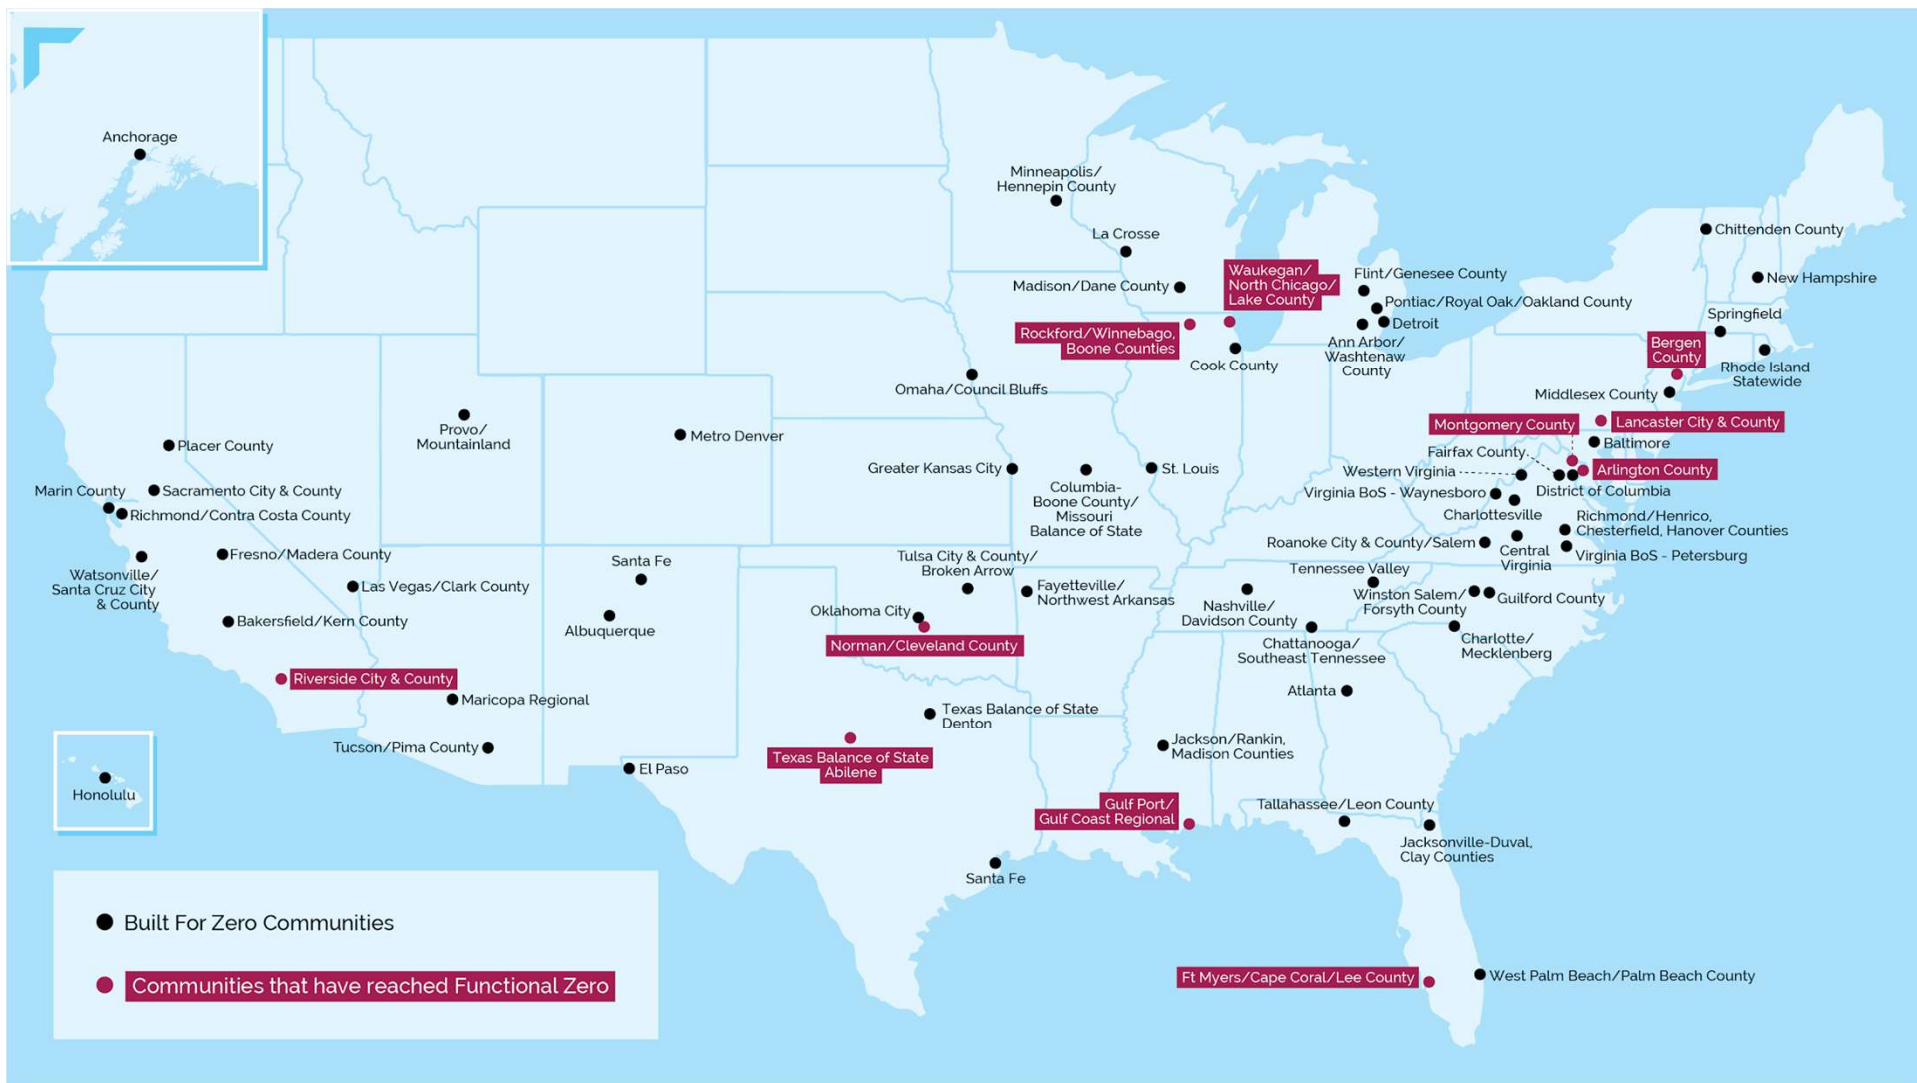 Anchorage
Minneapolis/
Hennepin County
La Crosse
Madison/Dane County
Waukegan/
North Chicago/
Lake County
Rockford/Winnebago,
Boone Counties
Cook County
Flint/Genesee County
Pontiac/Royal Oak/Oakland County
Detroit
Ann Arbor/
Washtenaw
County
Chittenden County
New Hampshire
Springfield
Bergen
County
Rhode Island
Statewide
Middlesex County
Omaha/Council Bluffs
Provo/
Mountainland
Metro Denver
Placer County
Montgomery County
Lancaster City & County
Baltimore
Fairfax County
Western Virginia
Arlington County
District of Columbia
Virginia BoS - Waynesboro
Charlottesville
Greater Kansas City
Columbia-
Boone County/
Missouri
Balance of State
St. Louis
Marin County
Sacramento City & County
Richmond/Contra Costa County
Richmond/Henrico,
Chesterfield, Hanover Counties
Roanoke City & County/Salem
Central
Virginia
Virginia BoS - Petersburg
Fresno/Madera County
Watsonville/
Santa Cruz City
& County
Las Vegas/Clark County
Santa Fe
Albuquerque
Tulsa City & County/
Broken Arrow
Fayetteville/
Northwest Arkansas
Oklahoma City
Norman/Cleveland County
Tennessee Valley
Nashville/
Davidson County
Winston Salem/
Forsyth County
Guilford County
Chattanooga/
Southeast Tennessee
Charlotte/
Mecklenberg
Bakersfield/Kern County
Riverside City & County
Maricopa Regional
Tucson/Pima County
El Paso
Texas Balance of State
Denton
Texas Balance of State
Abilene
Atlanta
Jackson/Rankin,
Madison Counties
Gulf Port/
Gulf Coast Regional
Tallahassee/Leon County
Jacksonville-Duval,
Clay Counties
Honolulu
Santa Fe
Ft Myers/Cape Coral/Lee County
West Palm Beach/Palm Beach County
Built For Zero Communities
Communities that have reached Functional Zero